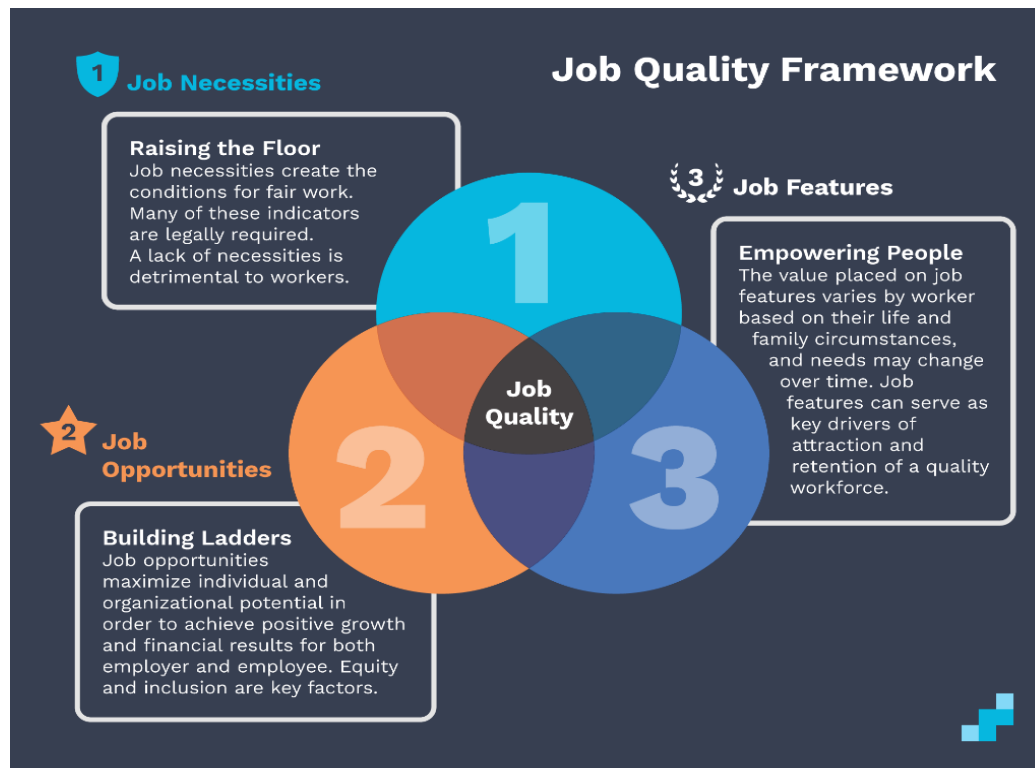 Job Quality Framework
1
Job Necessities
Raising the Floor
Job necessities create the
conditions for fair work.
Many of these indicators
are legally required.
A lack of necessities is
detrimental to workers.
3
Job Features
Empowering People
The value placed on job
features varies by worker
based on their life and
family circumstances,
and needs may change
over time. Job
features can serve as
key drivers of
attraction and
retention of a quality
workforce.
1
Job
Quality
2
3
2
Job
Opportunities
Building Ladders
Job opportunities
maximize individual and
organizational potential in
order to achieve positive growth
and financial results for both
employer and employee. Equity
and inclusion are key factors.